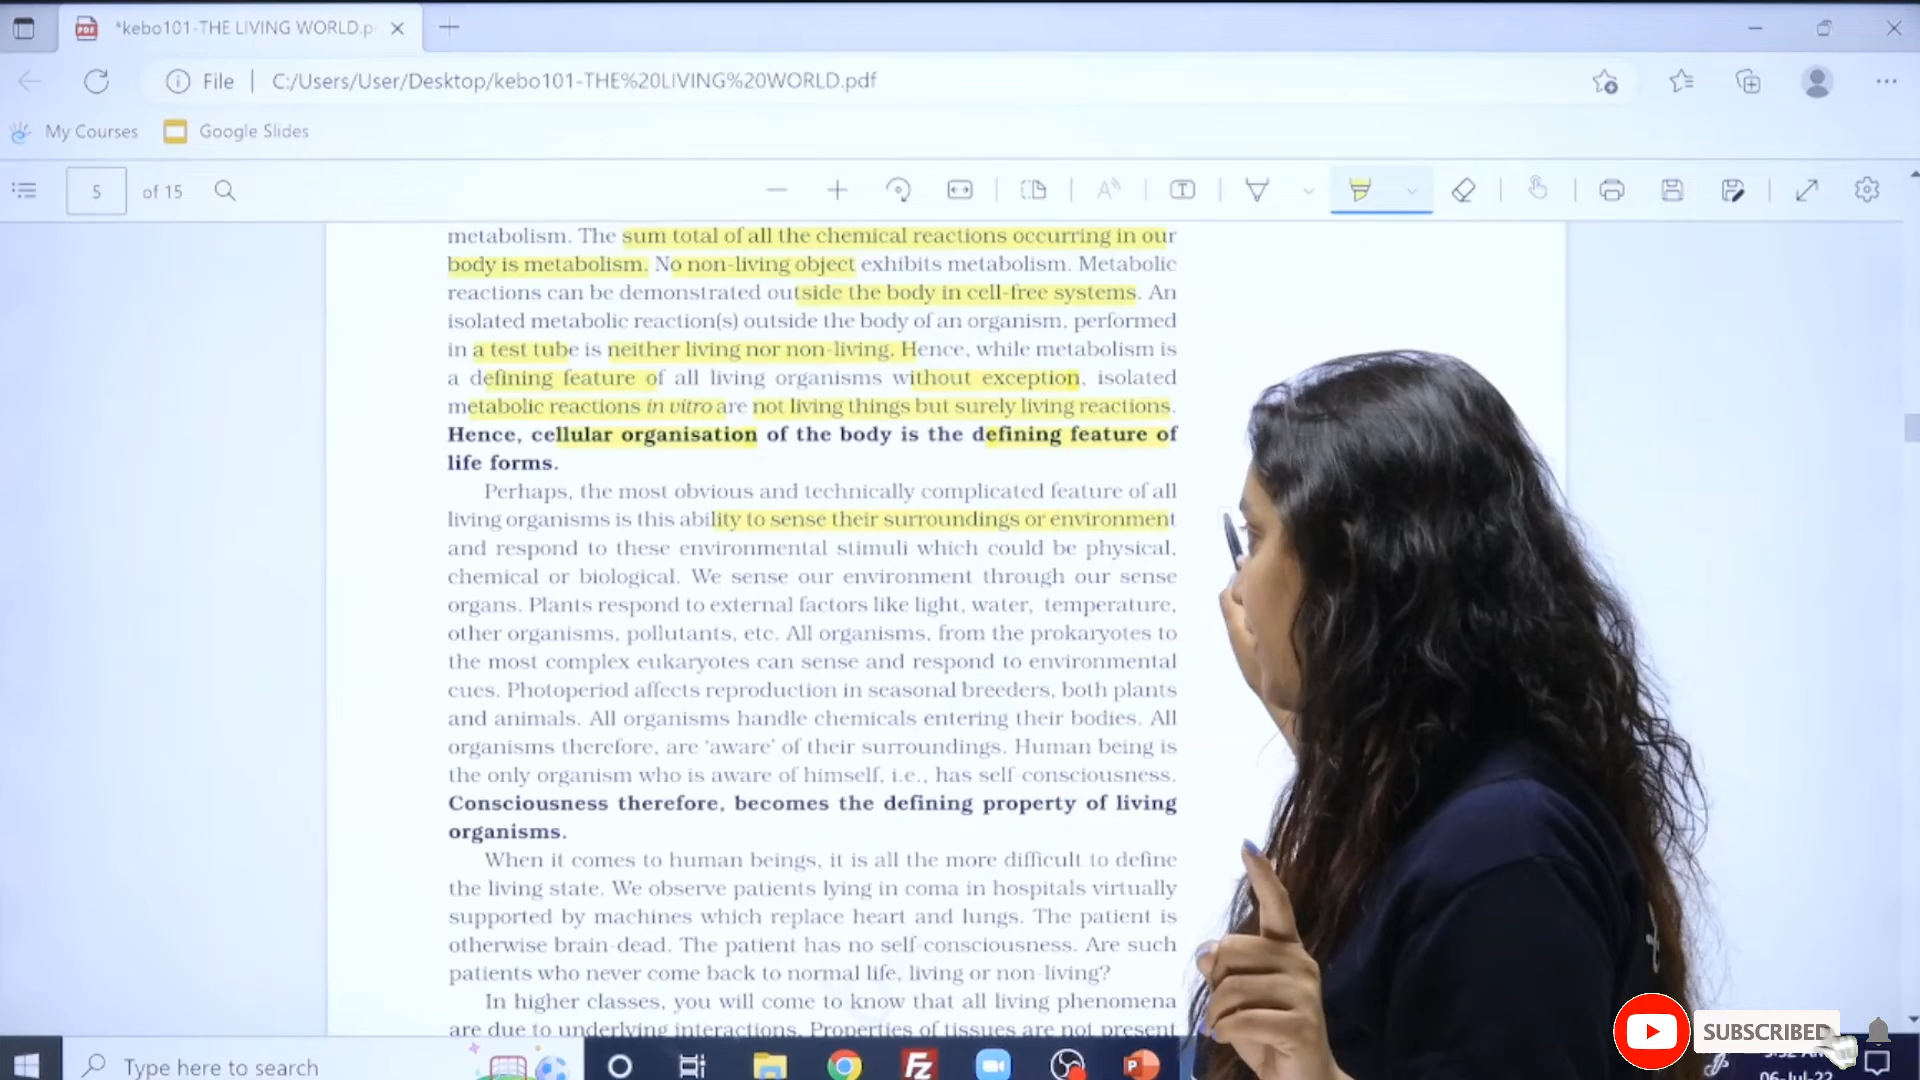 *kebo101-THE LIVING WORLD.p
File
C:/Users/User/Desktop/kebo101-THE%20LIVING%20WORLD.pdf
My Courses
Google Slides
5 of 15
metabolism. The sum total of all the chemical reactions occurring in our
body is metabolism. No non-living object exhibits metabolism. Metabolic
reactions can be demonstrated outside the body in cell-free systems. An
isolated metabolic reaction(s) outside the body of an organism, performed
in a test tube is neither living nor non-living. Hence, while metabolism is
a defining feature of all living organisms without exception, isolated
metabolic reactions in vitro are not living things but surely living reactions.
Hence, cellular organisation of the body is the defining feature of
life forms.
Perhaps, the most obvious and technically complicated feature of all
living organisms is this ability to sense their surroundings or environment
and respond to these environmental stimuli which could be physical,
chemical or biological. We sense our environment through our sense
organs. Plants respond to external factors like light, water, temperature,
other organisms, pollutants, etc. All organisms, from the prokaryotes to
the most complex eukaryotes can sense and respond to environmental
cues. Photoperiod affects reproduction in seasonal breeders, both plants
and animals. All organisms handle chemicals entering their bodies. All
organisms therefore, are 'aware' of their surroundings. Human being is
the only organism who is aware of himself, i.e., has self-consciousness.
Consciousness therefore, becomes the defining property of living
organisms.
When it comes to human beings, it is all the more difficult to define
the living state. We observe patients lying in coma in hospitals virtually
supported by machines which replace heart and lungs. The patient is
otherwise brain-dead. The patient has no self-consciousness. Are such
patients who never come back to normal life, living or non-living?
In higher classes, you will come to know that all living phenomena
are due to underlying interactions. Properties of tissues are not present
SUBSCRIBED
Type here to search
06-Jul-22